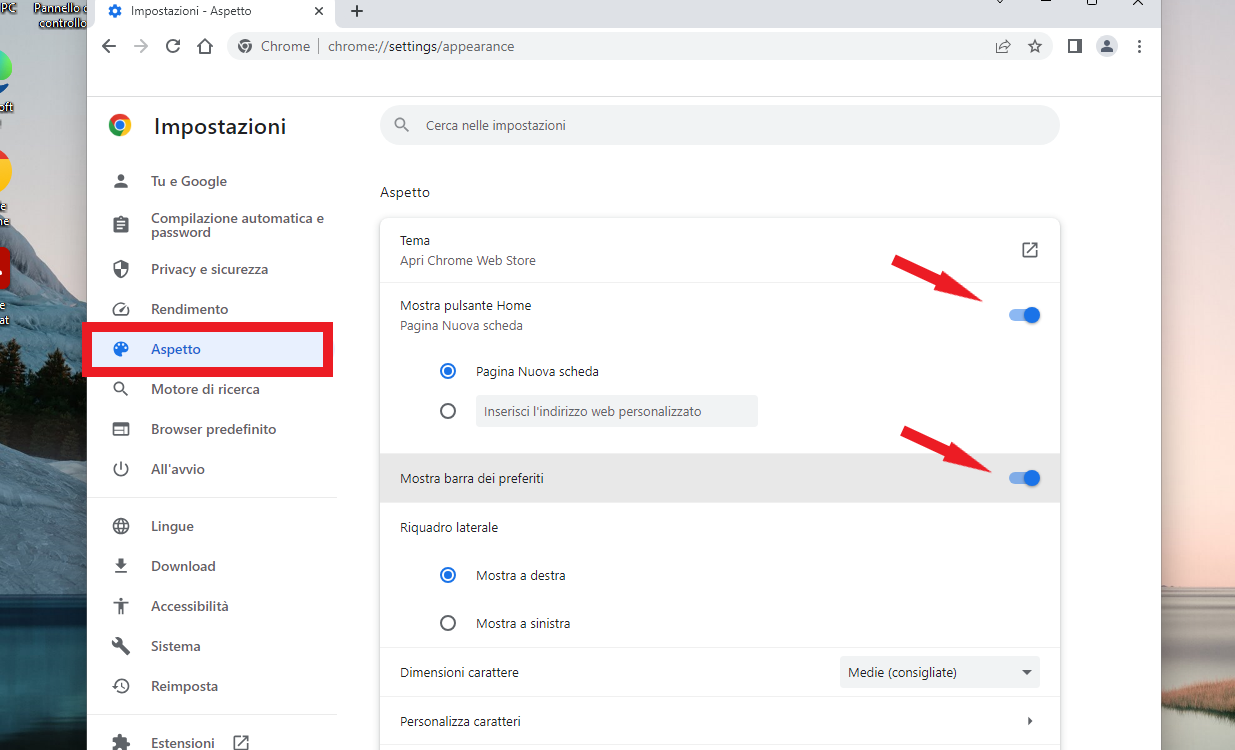 PC
Pannello
controllo
Impostazioni - Aspetto
Chrome
chrome://settings/appearance
Impostazioni
Cerca nelle impostazioni
Tu e Google
Compilazione automatica e
password
Privacy e sicurezza
Rendimento
Aspetto
Motore di ricerca
Browser predefinito
All'avvio
Lingue
Download
Accessibilità
Sistema
Reimposta
Estensioni
Aspetto
Tema
Apri Chrome Web Store
Mostra pulsante Home
Pagina Nuova scheda
Pagina Nuova scheda
Inserisci l'indirizzo web personalizzato
Mostra barra dei preferiti
Riquadro laterale
Mostra a destra
Mostra a sinistra
Dimensioni carattere
Medie (consigliate)
Personalizza caratteri